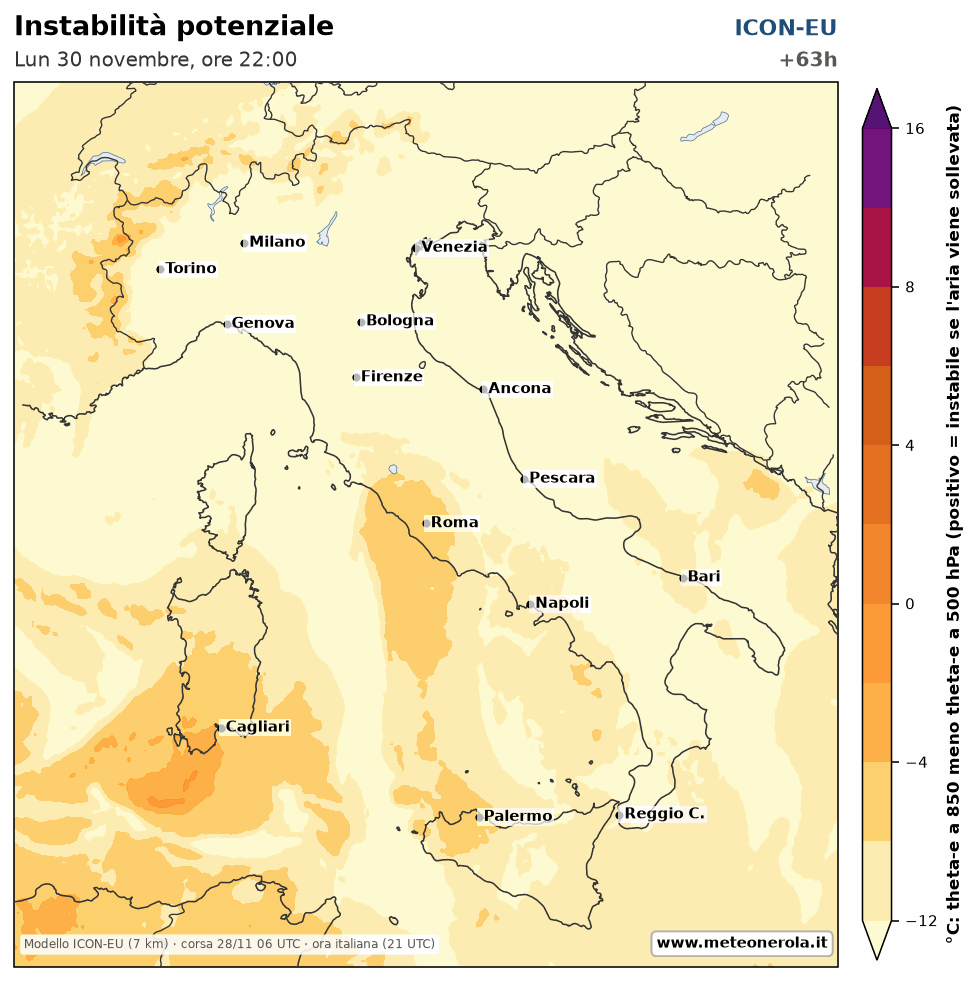 Instabilità potenziale
ICON-EU
Lun 30 novembre, ore 22:00
+63h
Milano
Venezia
Torino
Genova
Bologna
Firenze
Ancona
Pescara
Roma
Bari
Napoli
Cagliari
Palermo
Reggio C.
16
8
4
0
−4
−12
°C: theta-e a 850 meno theta-e a 500 hPa (positivo = instabile se l'aria viene sollevata)
Modello ICON-EU (7 km) · corsa 28/11 06 UTC · ora italiana (21 UTC)
www.meteonerola.it